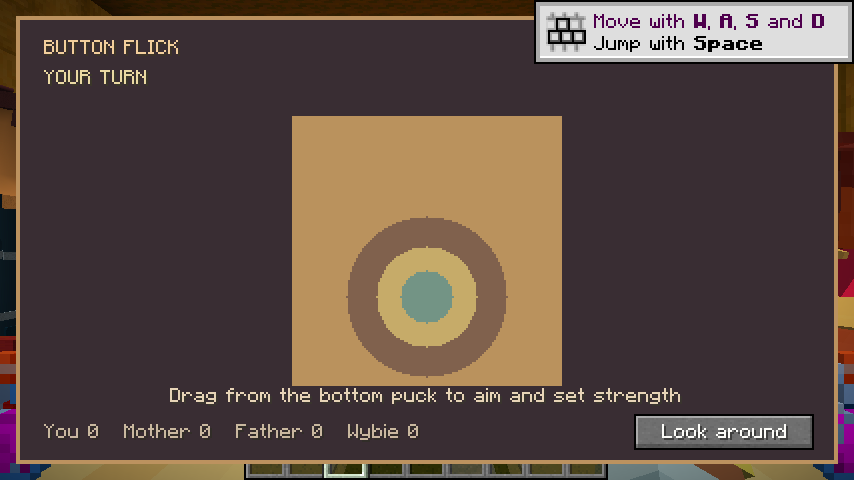 BUTTON FLICK
YOUR TURN
Move with W, A, S and D
Jump with Space
Drag from the bottom puck to aim and set strength
You 0 Mother 0 Father 0 Wybie 0
Look around